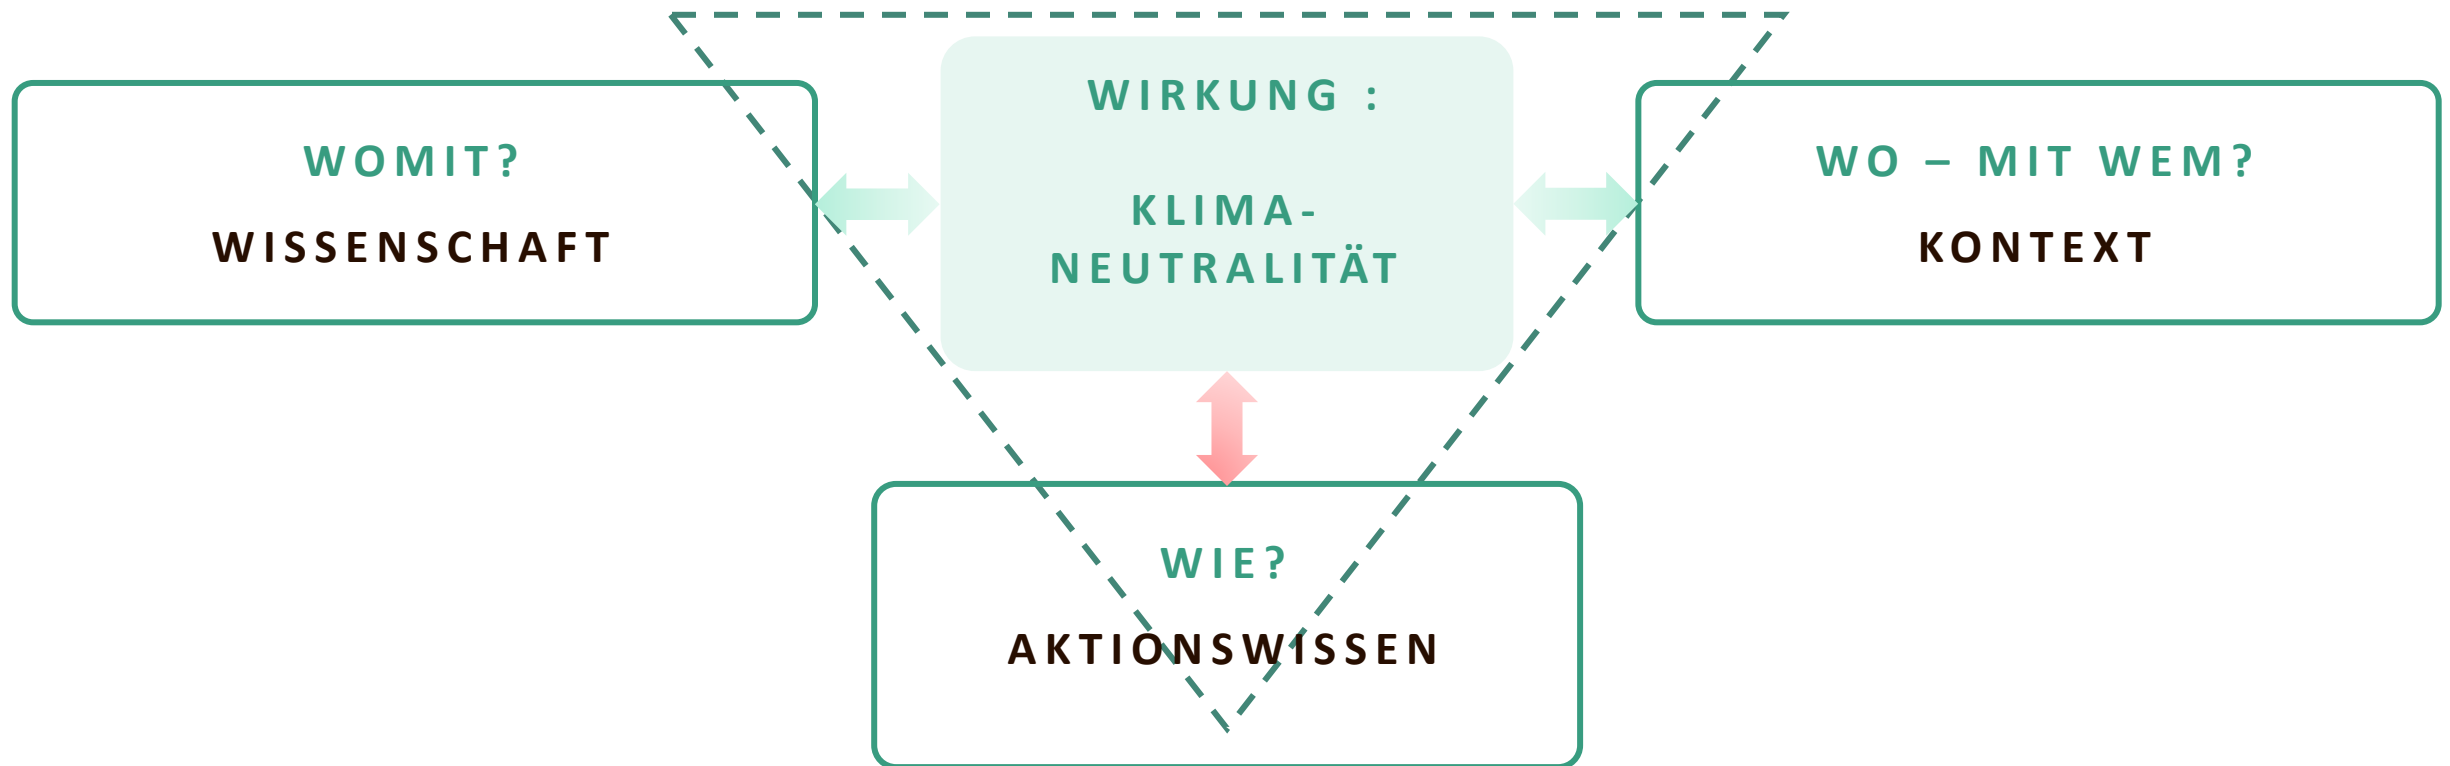 WOMIT?
WISSENSCHAFT
WIRKUNG :
KLIMA-
NEUTRALITÄT
WO – MIT WEM?
KONTEXT
WIE?
AKTIONSWISSEN